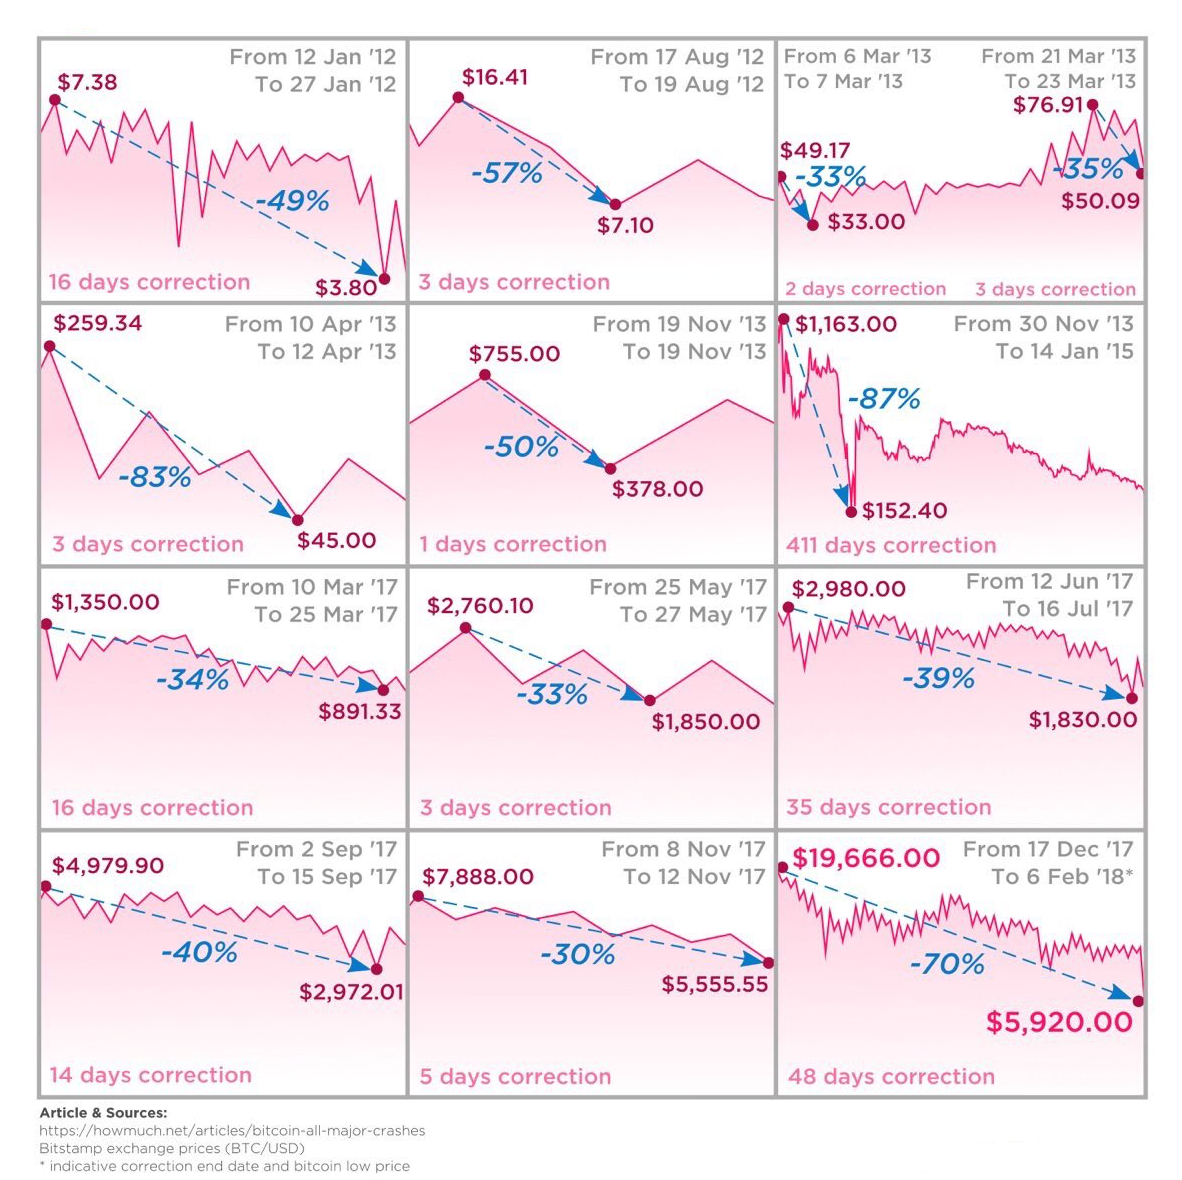 From 12 Jan '12
To 27 Jan '12
$7.38
-49%
$3.80
16 days correction
From 17 Aug '12
To 19 Aug '12
$16.41
-57%
$7.10
3 days correction
From 6 Mar '13
To 7 Mar '13
$49.17
-33%
$33.00
2 days correction
From 21 Mar '13
To 23 Mar '13
$76.91
-35%
$50.09
3 days correction
From 10 Apr '13
To 12 Apr '13
$259.34
-83%
$45.00
3 days correction
From 19 Nov '13
To 19 Nov '13
$755.00
-50%
$378.00
1 days correction
From 30 Nov '13
To 14 Jan '15
$1,163.00
-87%
$152.40
411 days correction
From 10 Mar '17
To 25 Mar '17
$1,350.00
-34%
$891.33
16 days correction
From 25 May '17
To 27 May '17
$2,760.10
-33%
$1,850.00
3 days correction
From 12 Jun '17
To 16 Jul '17
$2,980.00
-39%
$1,830.00
35 days correction
From 2 Sep '17
To 15 Sep '17
$4,979.90
-40%
$2,972.01
14 days correction
From 8 Nov '17
To 12 Nov '17
$7,888.00
-30%
$5,555.55
5 days correction
From 17 Dec '17
To 6 Feb '18*
$19,666.00
-70%
$5,920.00
48 days correction
Article & Sources:
https://howmuch.net/articles/bitcoin-all-major-crashes
Bitstamp exchange prices (BTC/USD)
* indicative correction end date and bitcoin low price